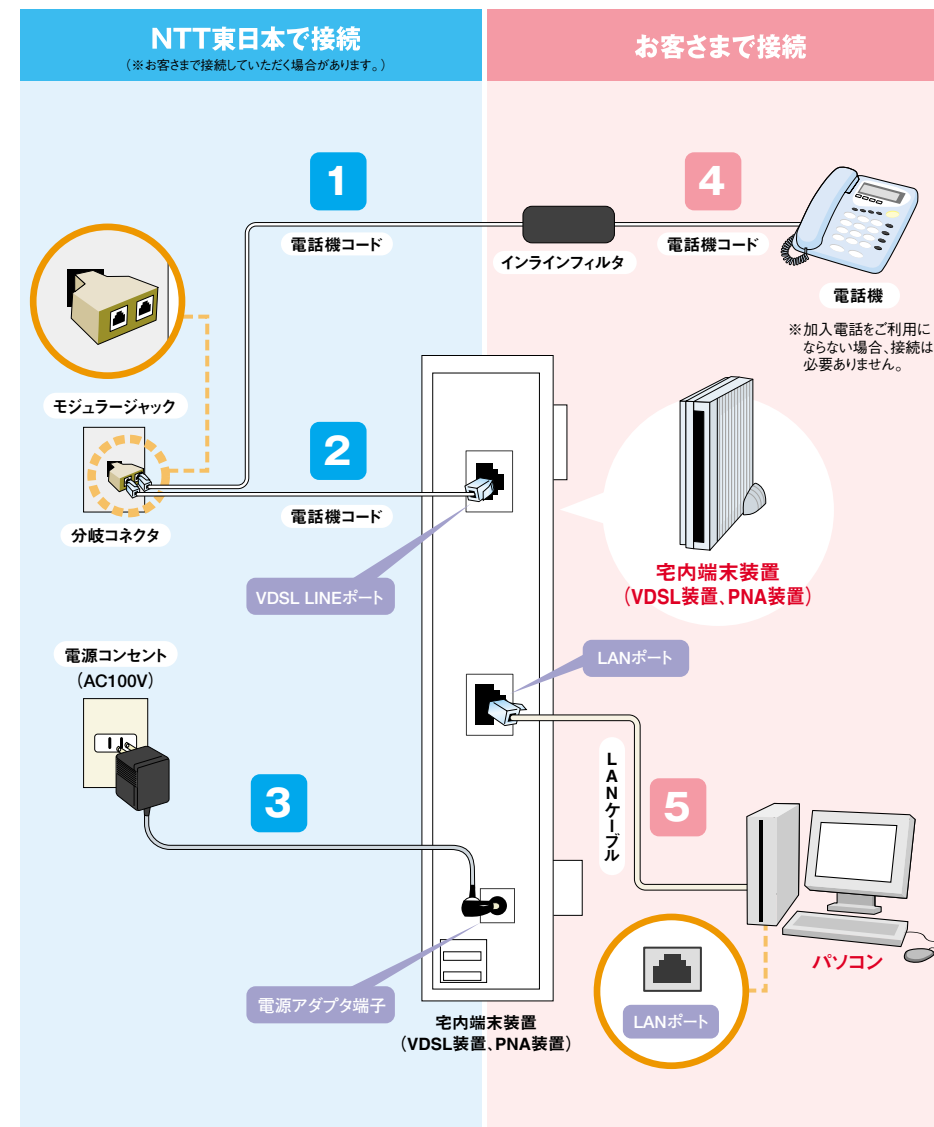 NTT東日本で接続
(※お客さまで接続していただく場合があります。)
お客さまで接続
1
電話機コード
インラインフィルタ
4
電話機コード
電話機
※加入電話をご利用に
ならない場合、接続は
必要ありません。
モジュラージャック
分岐コネクタ
2
電話機コード
VDSL LINEポート
宅内端末装置
(VDSL装置、PNA装置)
電源コンセント
(AC100V)
LANポート
3
LANケーブル
5
パソコン
LANポート
電源アダプタ端子
宅内端末装置
(VDSL装置、PNA装置)